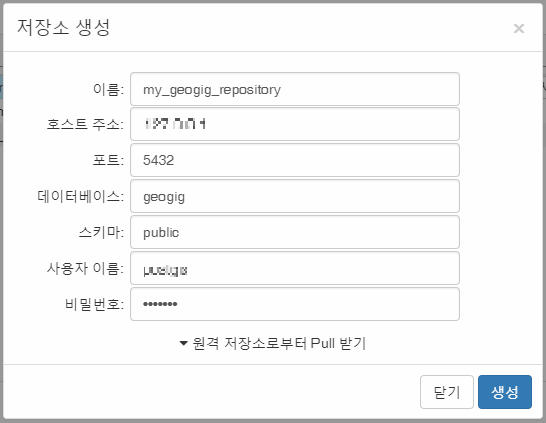 저장소 생성
×
이름: my_geogig_repository
호스트 주소:
포트: 5432
데이터베이스: geogig
스키마: public
사용자 이름:
비밀번호: •••••••
원격 저장소로부터 Pull 받기
닫기 생성